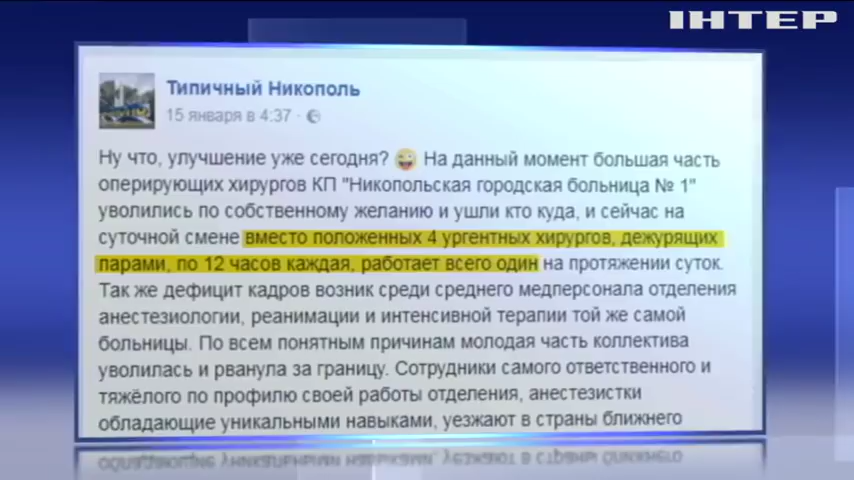 ІНТЕР
Типичный Никополь
15 января в 4:37 ·
Ну что, улучшение уже сегодня? На данный момент большая часть
оперирующих хирургов КП "Никопольская городская больница № 1"
уволились по собственному желанию и ушли кто куда, и сейчас на
суточной смене вместо положенных 4 ургентных хирургов, дежурящих
парами, по 12 часов каждая, работает всего один на протяжении суток.
Так же дефицит кадров возник среди среднего медперсонала отделения
анестезиологии, реанимации и интенсивной терапии той же самой
больницы. По всем понятным причинам молодая часть коллектива
уволилась и рванула за границу. Сотрудники самого ответственного и
тяжёлого по профилю своей работы отделения, анестезистки
обладающие уникальными навыками, уезжают в страны ближнего